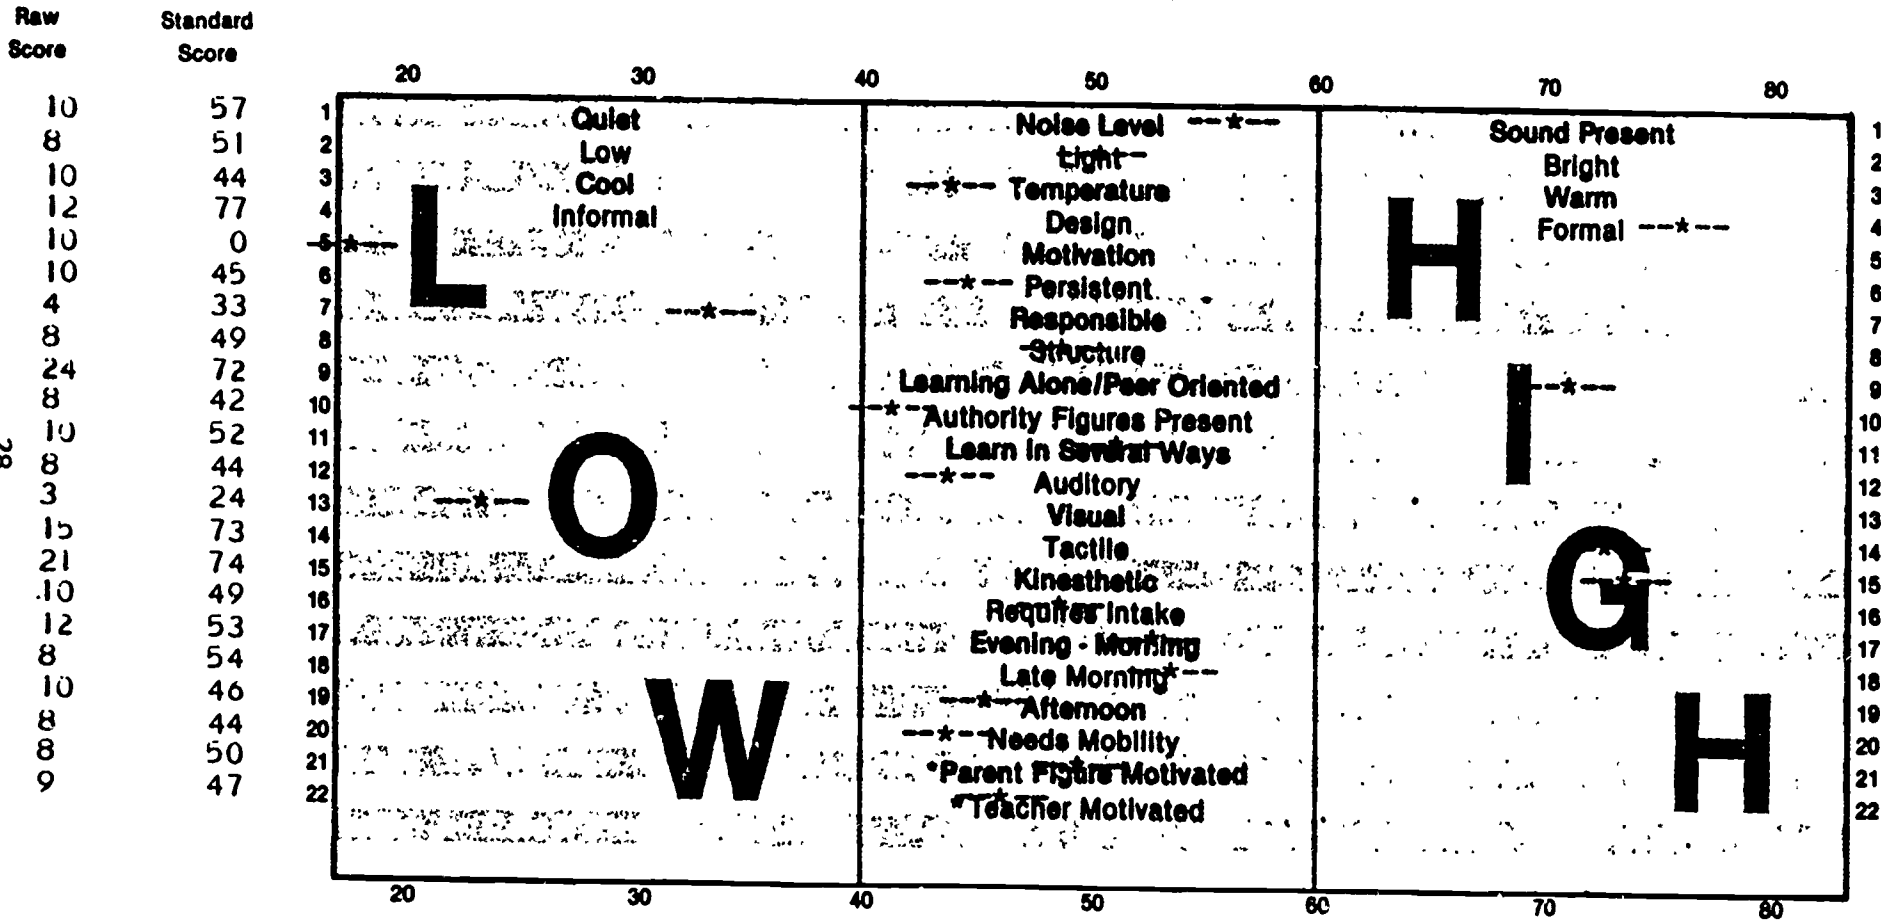 Raw Score Standard Score
20 30 40 50 60 70 80
10 57 1 Quiet Noise Level --*-- Sound Present 1
8 51 2 Low Light Bright 2
10 44 3 Cool --*-- Temperature Warm 3
12 77 4 Informal Design Formal --*-- 4
10 0 5 --*-- Motivation 5
10 45 6 --*-- Persistent 6
4 33 7 --*-- Responsible 7
8 49 8 Structure 8
24 72 9 Learning Alone/Peer Oriented --*-- 9
8 42 10 --*-- Authority Figures Present 10
10 52 11 Learn In Several Ways 11
8 44 12 --*-- Auditory 12
3 24 13 --*-- Visual 13
15 73 14 Tactile 14
21 74 15 Kinesthetic 15
.10 49 16 Requires Intake 16
12 53 17 Evening - Morning 17
8 54 18 Late Morning *-- 18
10 46 19 --*-- Afternoon 19
8 44 20 --*-- Needs Mobility 20
8 50 21 *Parent Figure Motivated 21
9 47 22 *Teacher Motivated 22
LOW
HIGH
20 30 40 50 60 70 80
28